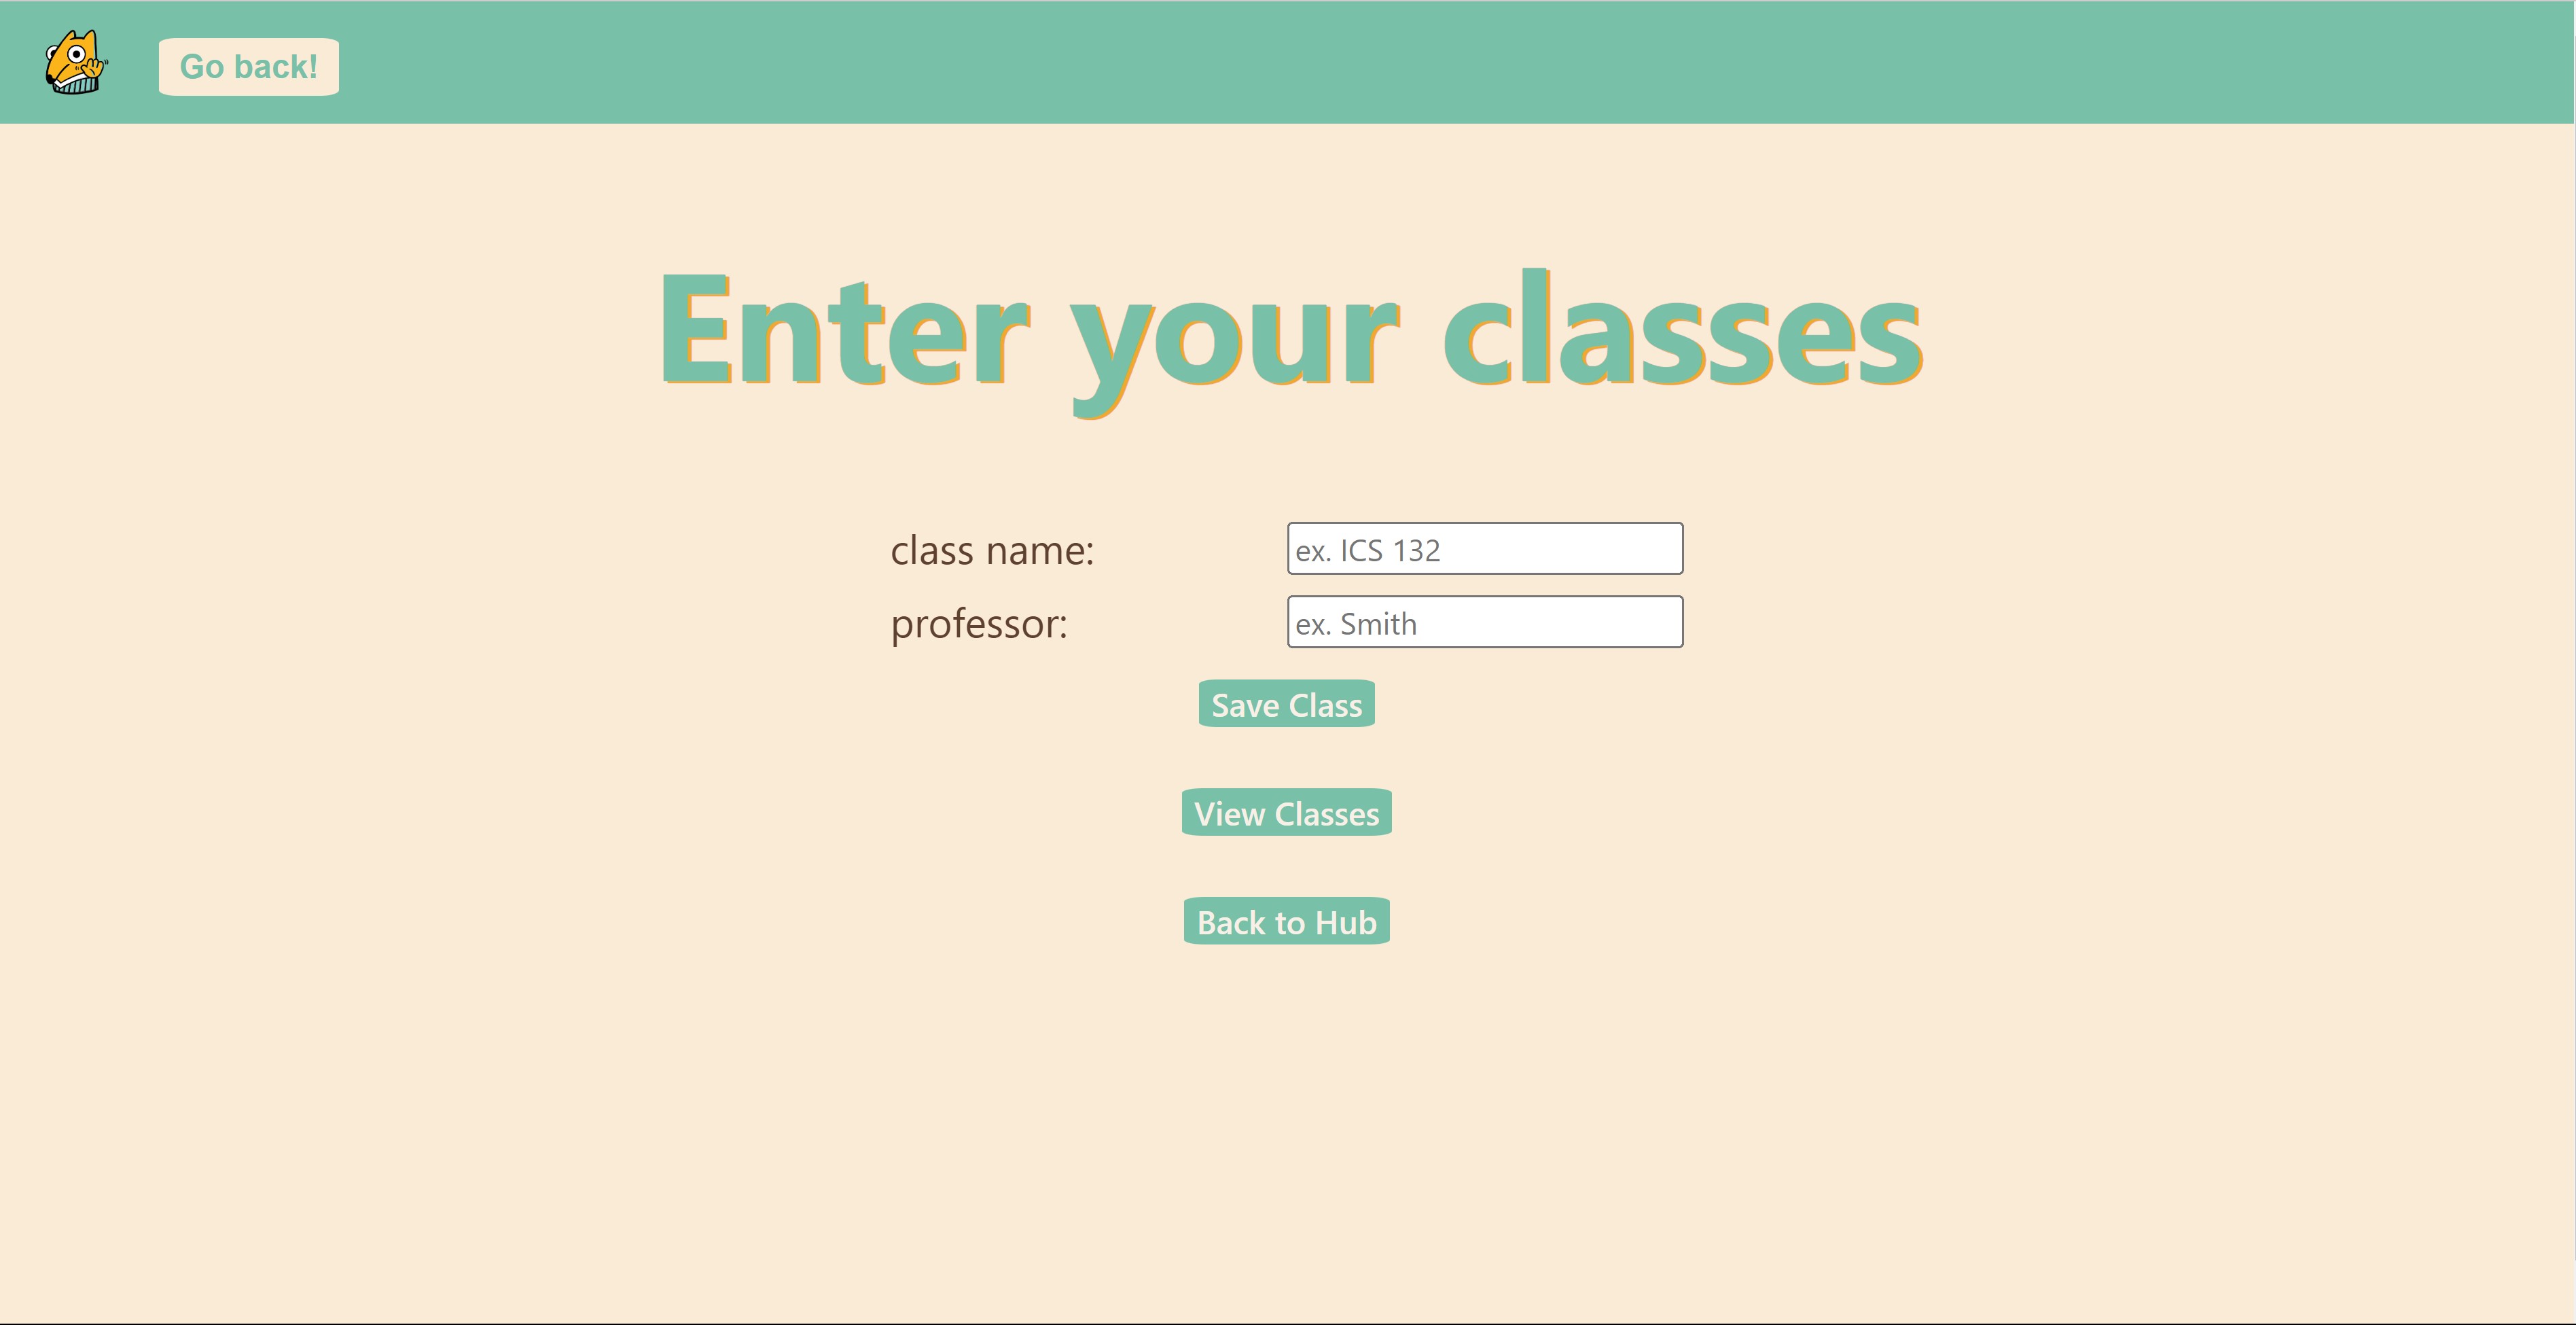 Go back!
Enter your classes
class name:
ex. ICS 132
professor:
ex. Smith
Save Class
View Classes
Back to Hub